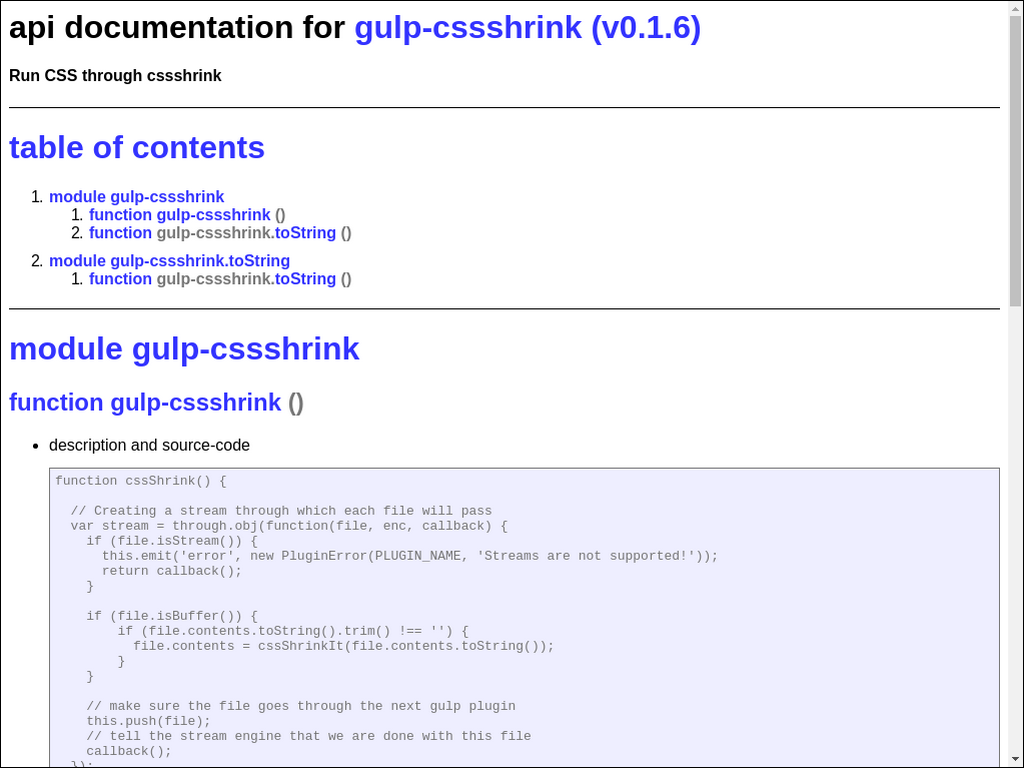 api documentation for gulp-cssshrink (v0.1.6)
Run CSS through cssshrink
table of contents
1. module gulp-cssshrink
1. function gulp-cssshrink ()
2. function gulp-cssshrink.toString ()
2. module gulp-cssshrink.toString
1. function gulp-cssshrink.toString ()
module gulp-cssshrink
function gulp-cssshrink ()
• description and source-code
function cssShrink() {
// Creating a stream through which each file will pass
var stream = through.obj(function(file, enc, callback) {
if (file.isStream()) {
this.emit('error', new PluginError(PLUGIN_NAME, 'Streams are not supported!'));
return callback();
}
if (file.isBuffer()) {
if (file.contents.toString().trim() !== '') {
file.contents = cssShrinkIt(file.contents.toString());
}
}
// make sure the file goes through the next gulp plugin
this.push(file);
// tell the stream engine that we are done with this file
callback();
});